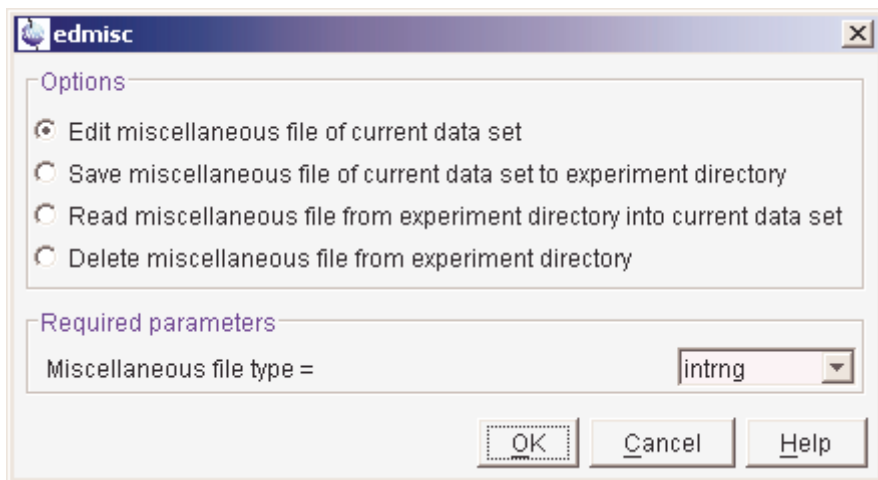 edmisc
Options
Edit miscellaneous file of current data set
Save miscellaneous file of current data set to experiment directory
Read miscellaneous file from experiment directory into current data set
Delete miscellaneous file from experiment directory
Required parameters
Miscellaneous file type = intrng
OK Cancel Help